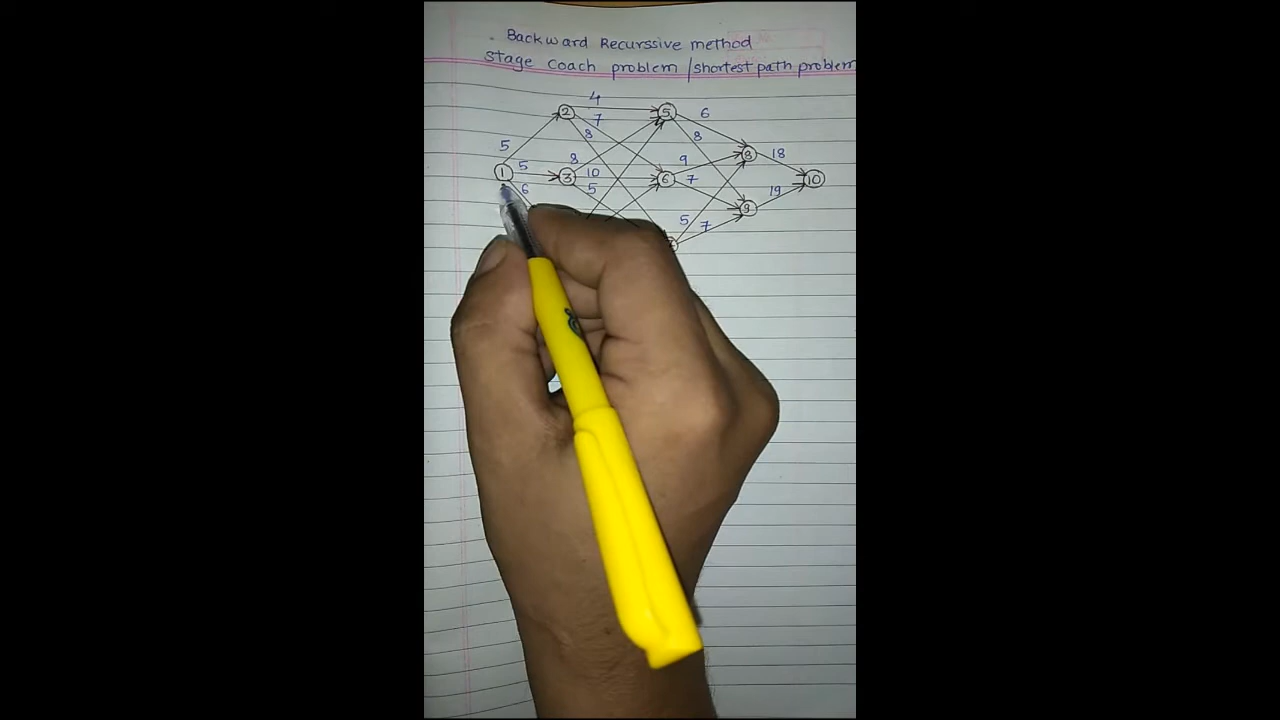 Backward Recurssive method
stage coach problem /shortest path problem
4
2 5 6
7
8 8
5
8 9 8 18
1 5 3 10 6 7 10
6 5 19
9
5 7